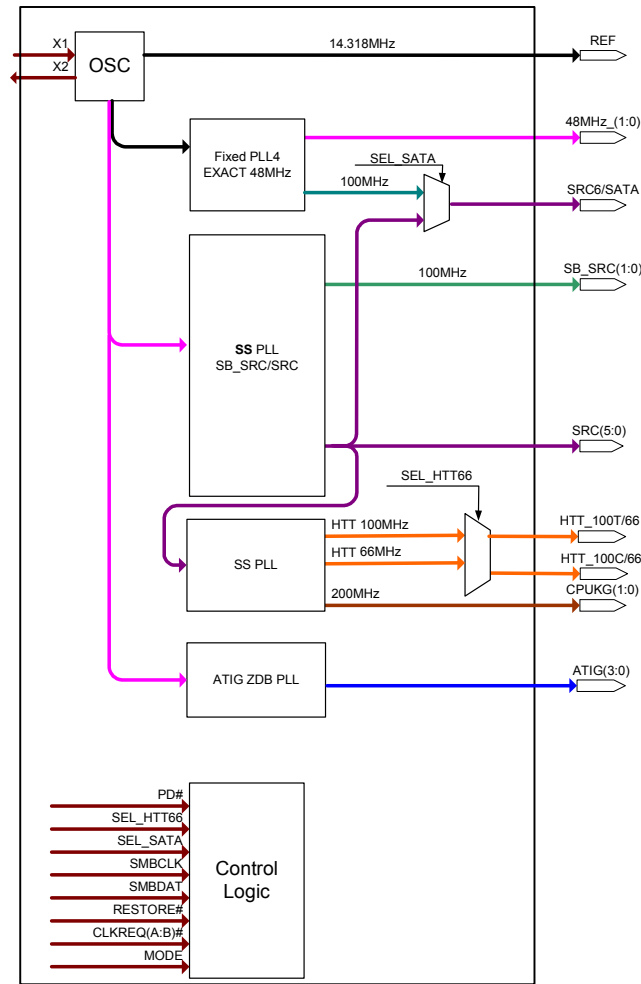 X1
X2
OSC
14.318MHz
REF
Fixed PLL4
EXACT 48MHz
48MHz_(1:0)
SEL_SATA
100MHz
SRC6/SATA
SS PLL
SB_SRC/SRC
100MHz
SB_SRC(1:0)
SRC(5:0)
SEL_HTT66
SS PLL
HTT 100MHz
HTT 66MHz
200MHz
HTT_100T/66
HTT_100C/66
CPUKG(1:0)
ATIG ZDB PLL
ATIG(3:0)
PD#
SEL_HTT66
SEL_SATA
SMBCLK
SMBDAT
RESTORE#
CLKREQ(A:B)#
MODE
Control
Logic